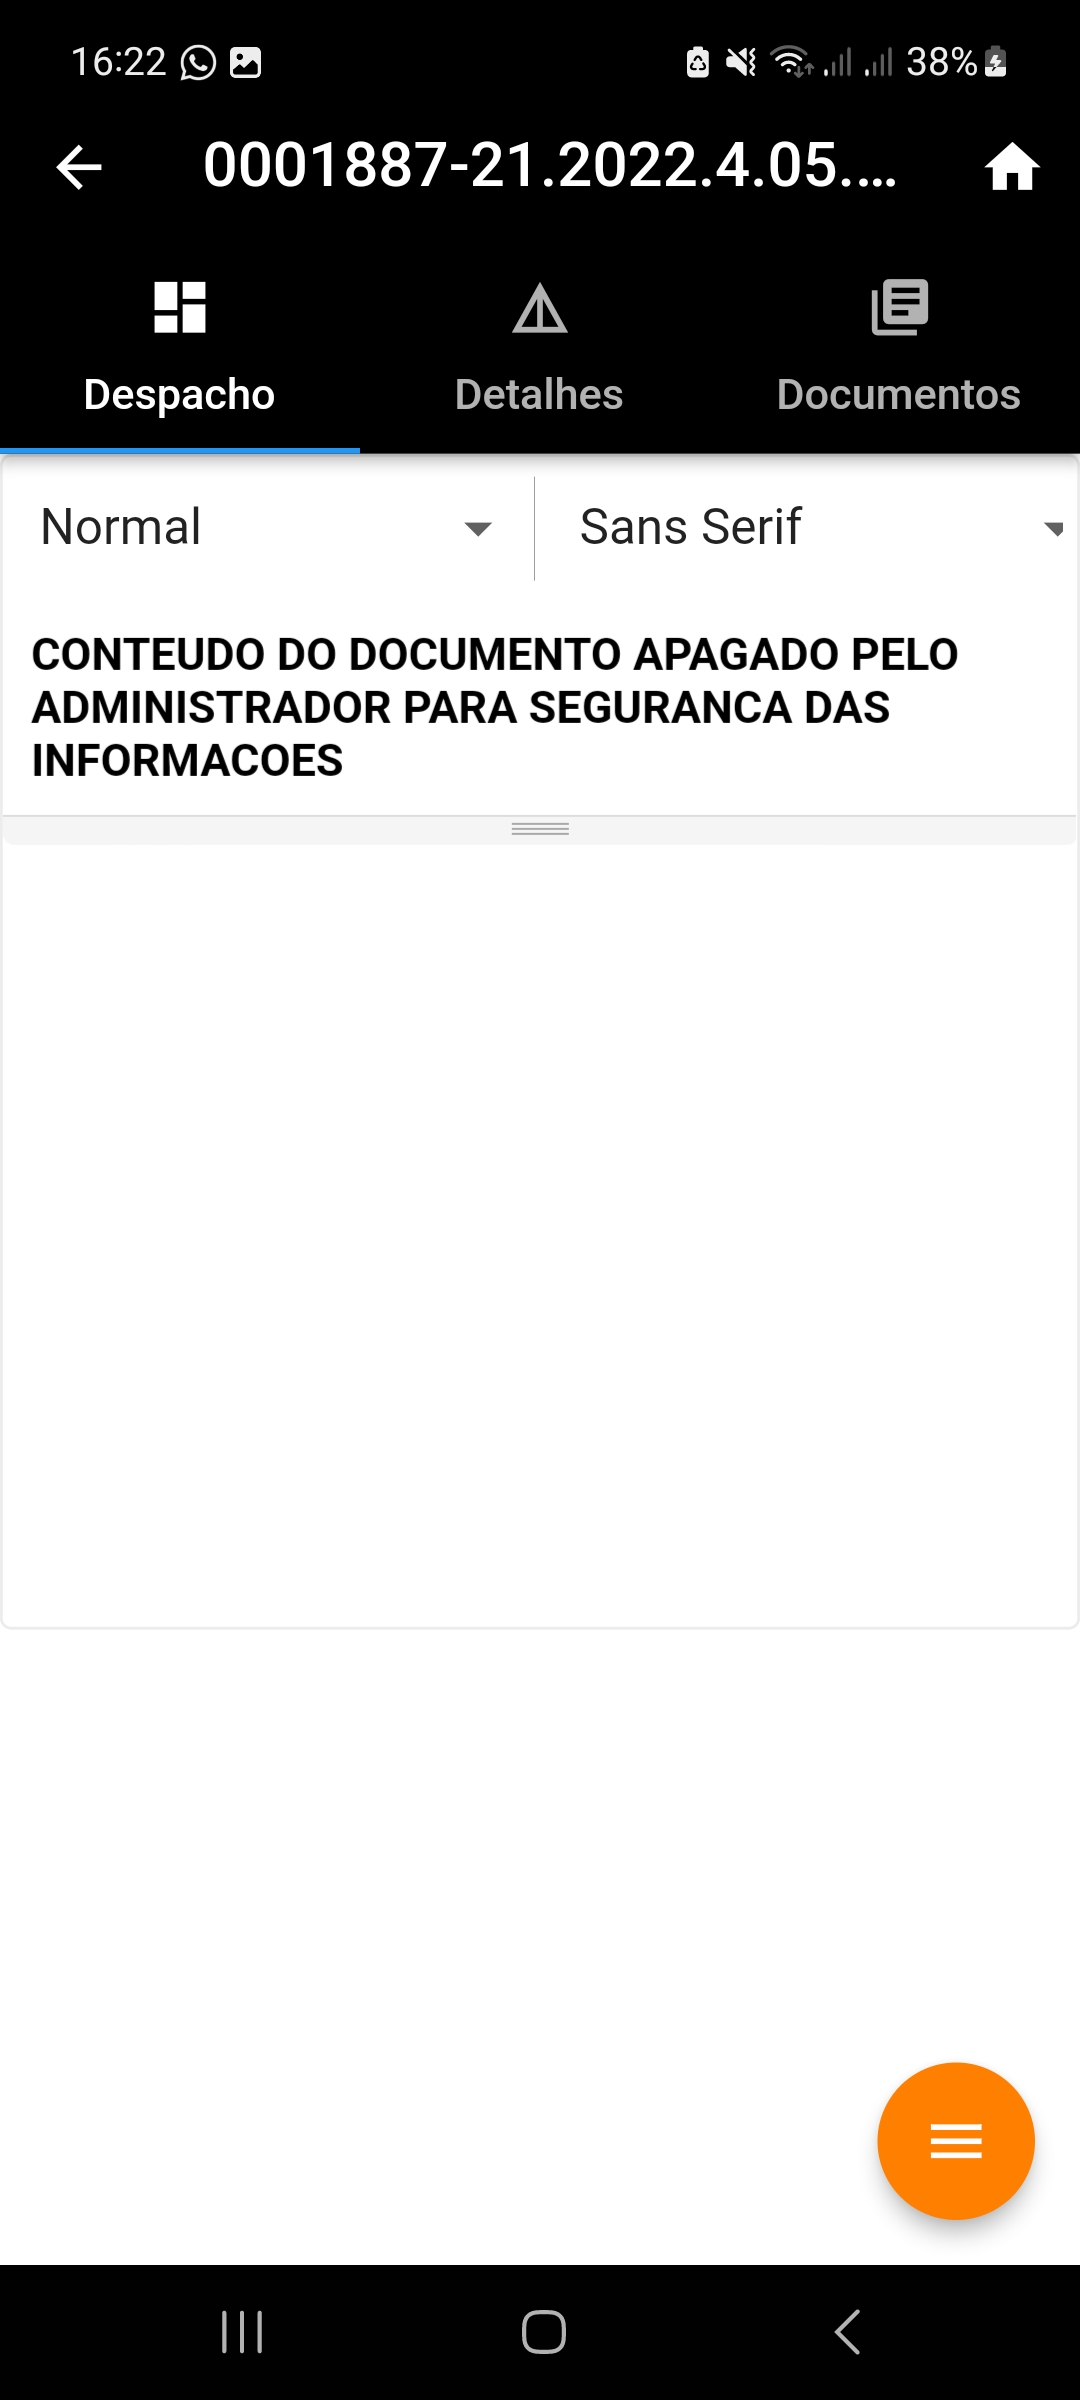 16:22
38%
0001887-21.2022.4.05....
Despacho
Detalhes
Documentos
Normal
Sans Serif
CONTEUDO DO DOCUMENTO APAGADO PELO
ADMINISTRADOR PARA SEGURANCA DAS
INFORMACOES